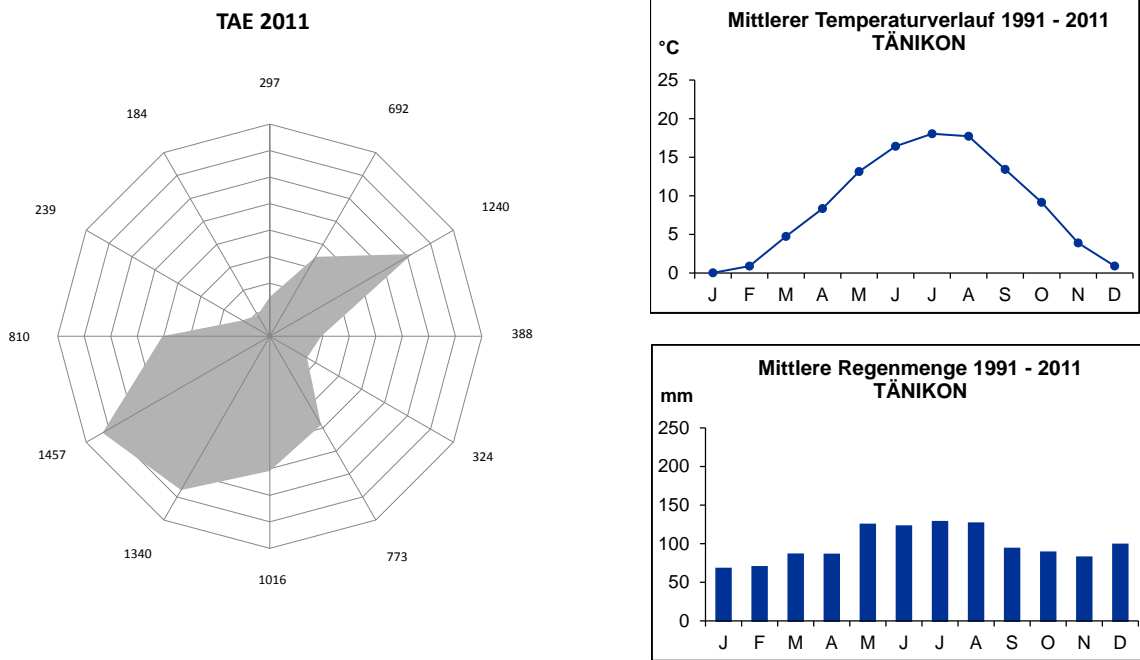 TAE 2011
297
692
1240
388
324
773
1016
1340
1457
810
239
184
Mittlerer Temperaturverlauf 1991 - 2011
TÄNIKON
°C
25
20
15
10
5
0
J F M A M J J A S O N D
Mittlere Regenmenge 1991 - 2011
TÄNIKON
mm
250
200
150
100
50
0
J F M A M J J A S O N D